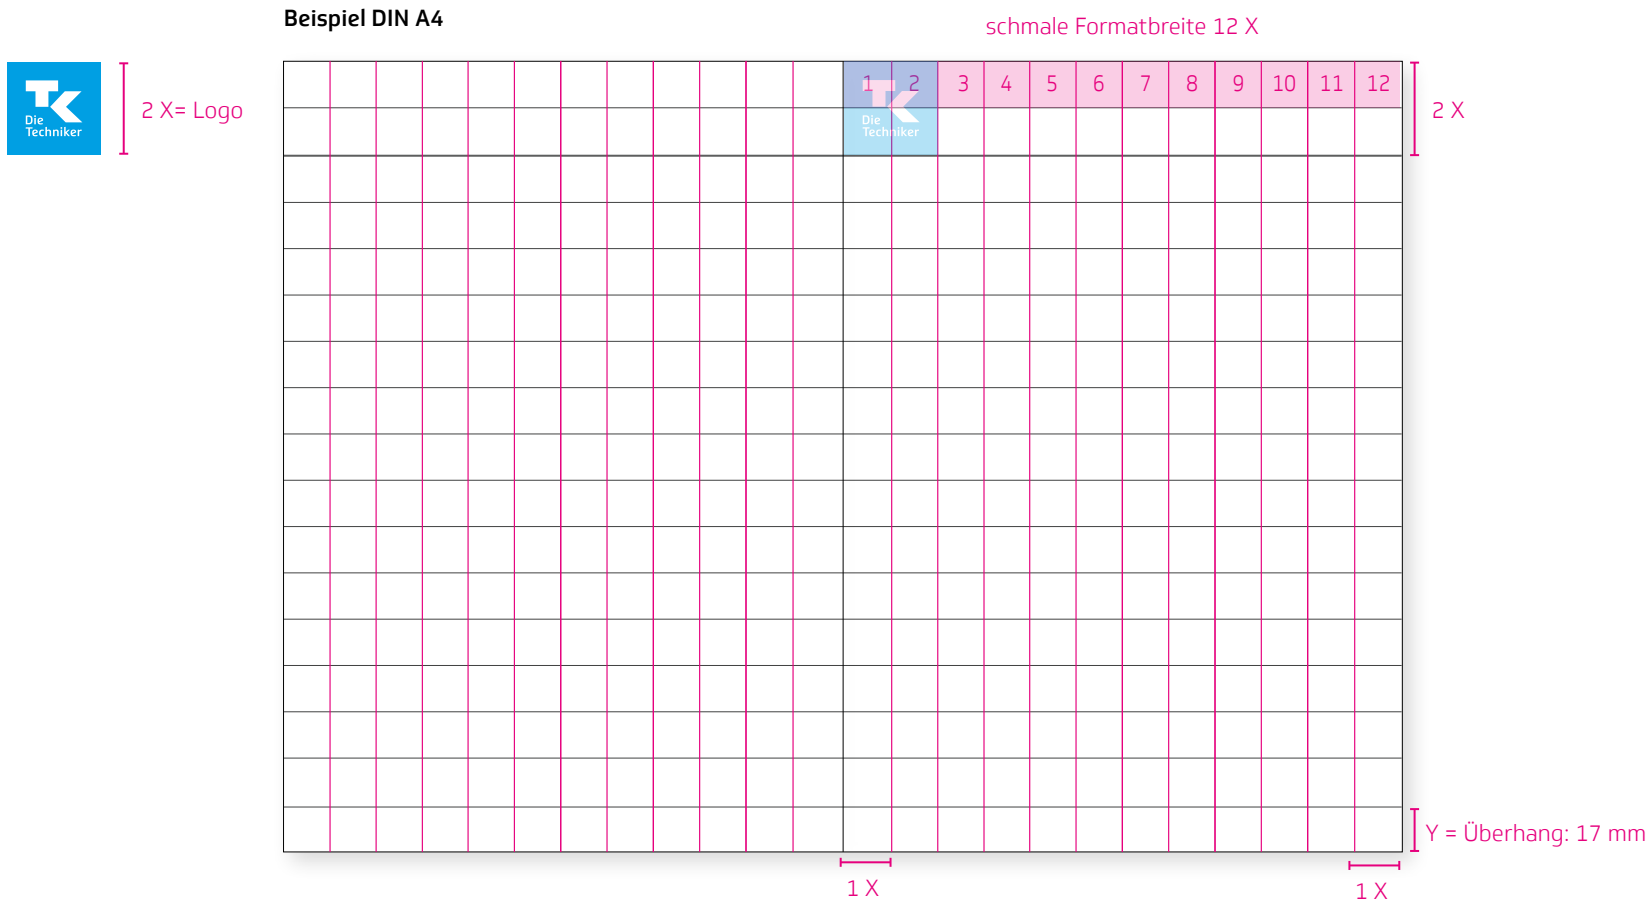 Beispiel DIN A4
schmale Formatbreite 12 X
Die
Techniker
2 X= Logo
1 2 3 4 5 6 7 8 9 10 11 12
Die
Techniker
2 X
Y = Überhang: 17 mm
1 X
1 X